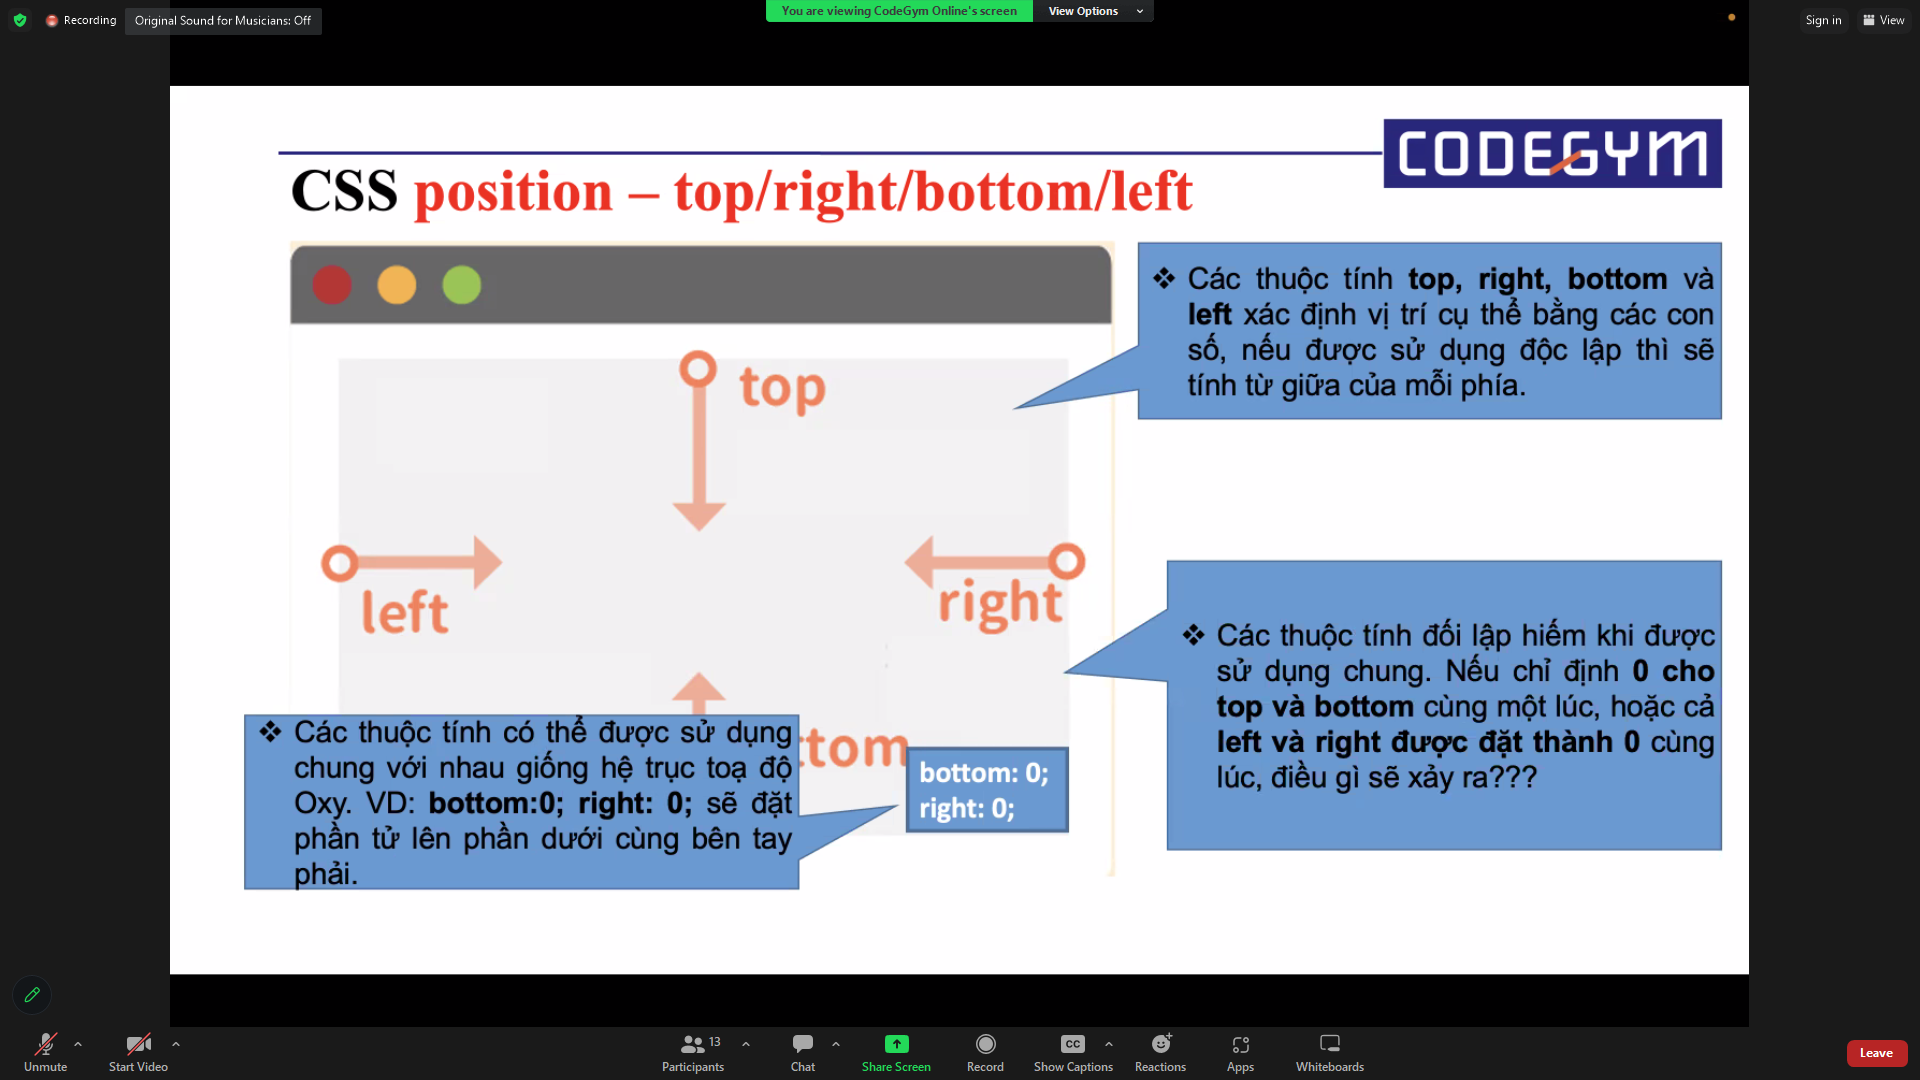 Recording
Original Sound for Musicians: Off
You are viewing CodeGym Online's screen
View Options
Sign in
View
CODEGYM
CSS position – top/right/bottom/left
❖ Các thuộc tính top, right, bottom và
left xác định vị trí cụ thể bằng các con
số, nếu được sử dụng độc lập thì sẽ
tính từ giữa của mỗi phía.
top
left
right
❖ Các thuộc tính đối lập hiếm khi được
sử dụng chung. Nếu chỉ định 0 cho
top và bottom cùng một lúc, hoặc cả
left và right được đặt thành 0 cùng
lúc, điều gì sẽ xảy ra???
❖ Các thuộc tính có thể được sử dụng
chung với nhau giống hệ trục toạ độ
Oxy. VD: bottom:0; right: 0; sẽ đặt
phần tử lên phần dưới cùng bên tay
phải.
ttom
bottom: 0;
right: 0;
Unmute
Start Video
13
Participants
Chat
Share Screen
Record
CC
Show Captions
Reactions
Apps
Whiteboards
Leave